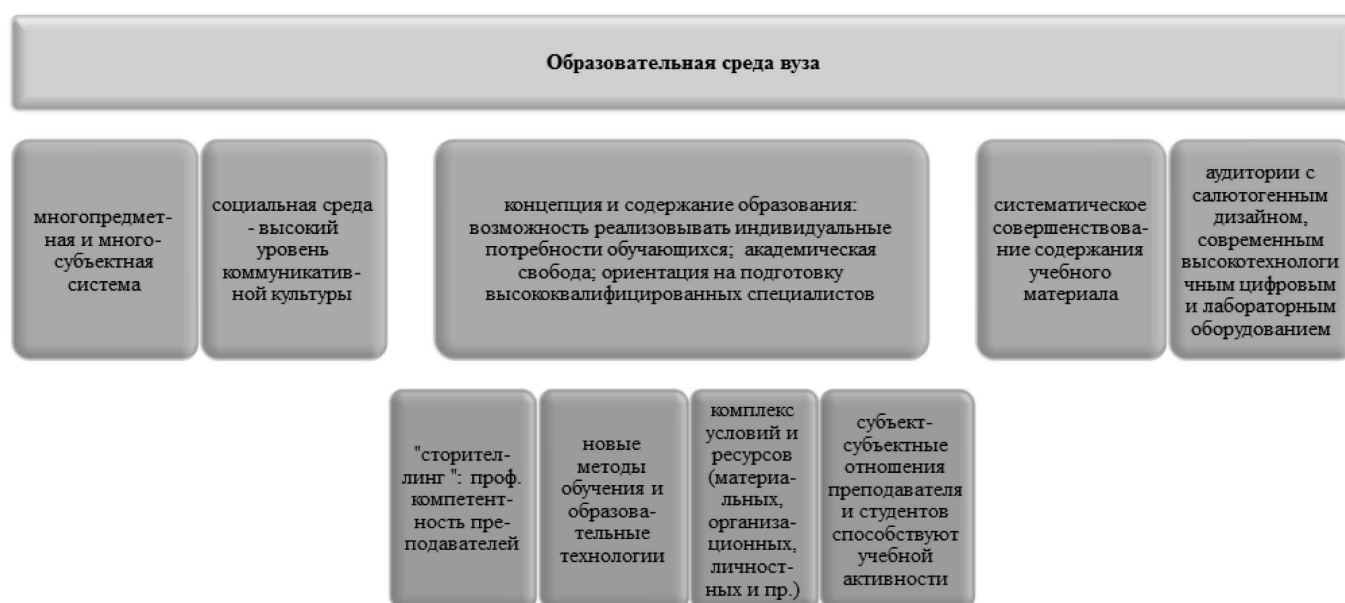 Образовательная среда вуза
многопредмет-
ная и много-
субъектная
система
социальная среда
- высокий
уровень
коммуникатив-
ной культуры
концепция и содержание образования:
возможность реализовывать индивидуальные
потребности обучающихся; академическая
свобода; ориентация на подготовку
высококвалифицированных специалистов
систематическое
совершенствова-
ние содержания
учебного
материала
аудитории с
салютогенным
дизайном,
современным
высокотехнологи
чным цифровым
и лабораторным
оборудованием
"сторител-
линг ": проф.
компетент-
ность пре-
подавателей
новые
методы
обучения и
образова-
тельные
технологии
комплекс
условий и
ресурсов
(материа-
льных,
организа-
ционных,
личност-
ных и пр.)
субъект-
субъектные
отношения
преподавателя
и студентов
способствуют
учебной
активности